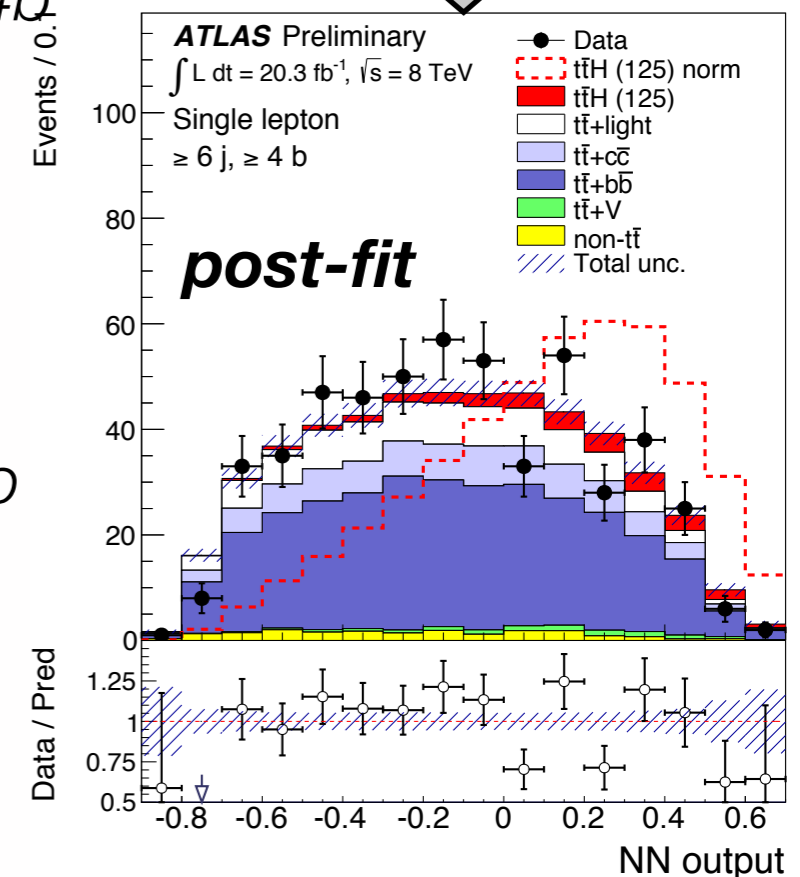 ATLAS Preliminary
∫ L dt = 20.3 fb⁻¹, √s = 8 TeV
Single lepton
≥ 6 j, ≥ 4 b
post-fit
Data
tt̄H (125) norm
tt̄H (125)
tt̄+light
tt̄+cc̄
tt̄+bb̄
tt̄+V
non-tt̄
Total unc.
Events / 0.1
100
80
60
40
20
0
Data / Pred
1.25
1
0.75
0.5
-0.8 -0.6 -0.4 -0.2 0 0.2 0.4 0.6
NN output